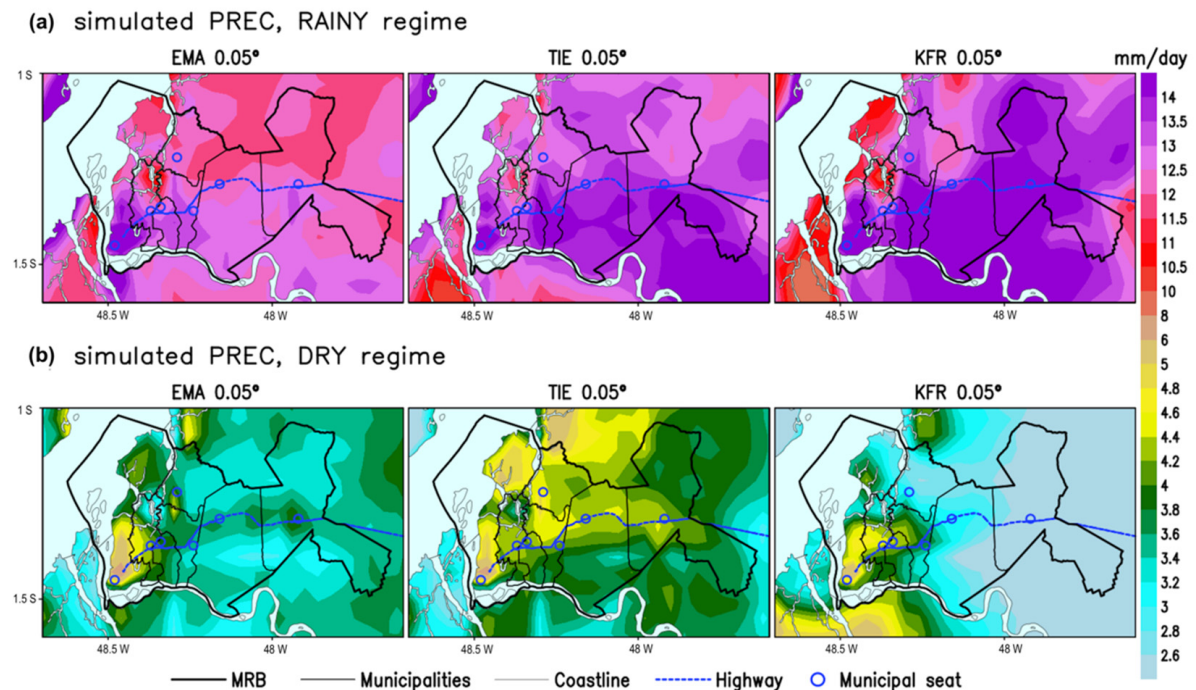 (a) simulated PREC, RAINY regime
EMA 0.05° TIE 0.05° KFR 0.05° mm/day
1 S
1.5 S
48.5 W 48 W 48.5 W 48 W 48.5 W 48 W
14
13.5
13
12.5
12
11.5
11
10.5
10
8
6
5
4.8
4.6
4.4
4.2
4
3.8
3.6
3.4
3.2
3
2.8
2.6
(b) simulated PREC, DRY regime
EMA 0.05° TIE 0.05° KFR 0.05°
1 S
1.5 S
48.5 W 48 W 48.5 W 48 W 48.5 W 48 W
MRB Municipalities Coastline Highway Municipal seat